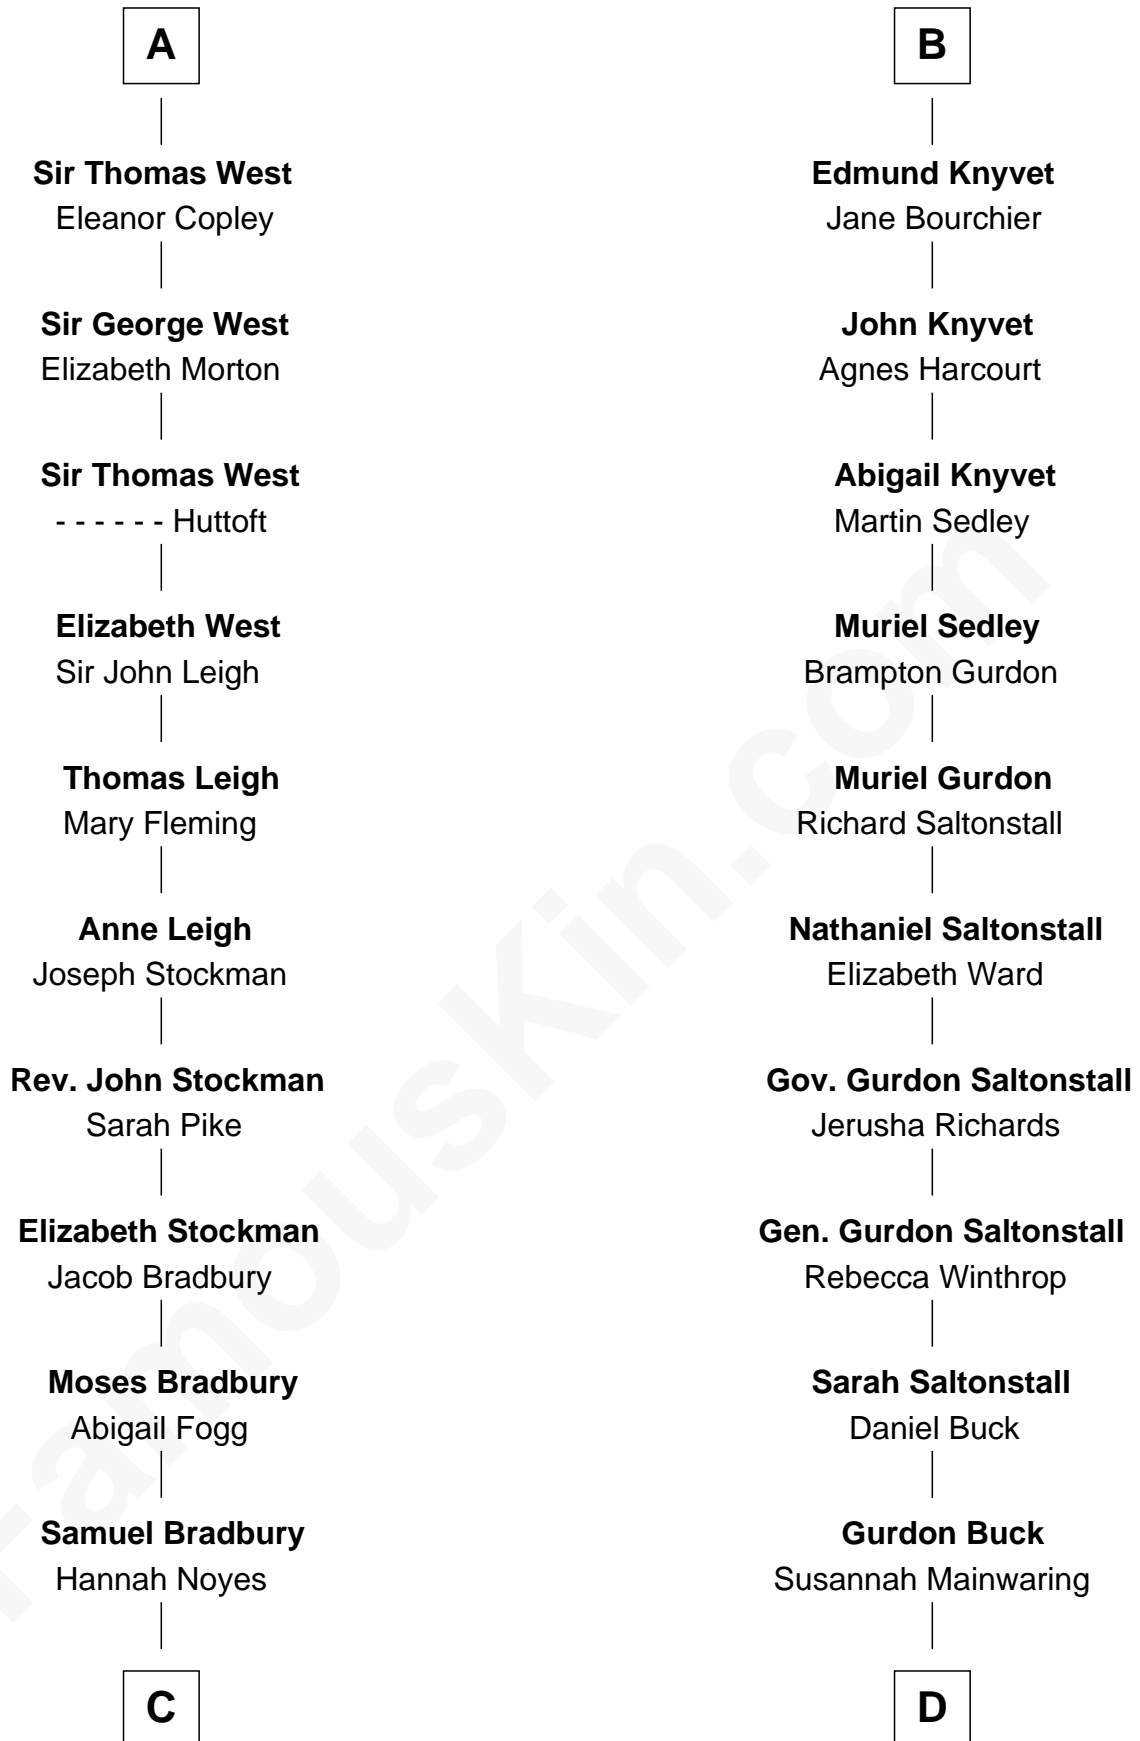 A
Sir Thomas West
Eleanor Copley
Sir George West
Elizabeth Morton
Sir Thomas West
- - - - - - Huttoft
Elizabeth West
Sir John Leigh
Thomas Leigh
Mary Fleming
Anne Leigh
Joseph Stockman
Rev. John Stockman
Sarah Pike
Elizabeth Stockman
Jacob Bradbury
Moses Bradbury
Abigail Fogg
Samuel Bradbury
Hannah Noyes
C
B
Edmund Knyvet
Jane Bourchier
John Knyvet
Agnes Harcourt
Abigail Knyvet
Martin Sedley
Muriel Sedley
Brampton Gurdon
Muriel Gurdon
Richard Saltonstall
Nathaniel Saltonstall
Elizabeth Ward
Gov. Gurdon Saltonstall
Jerusha Richards
Gen. Gurdon Saltonstall
Rebecca Winthrop
Sarah Saltonstall
Daniel Buck
Gurdon Buck
Susannah Mainwaring
D
FamousKin.com